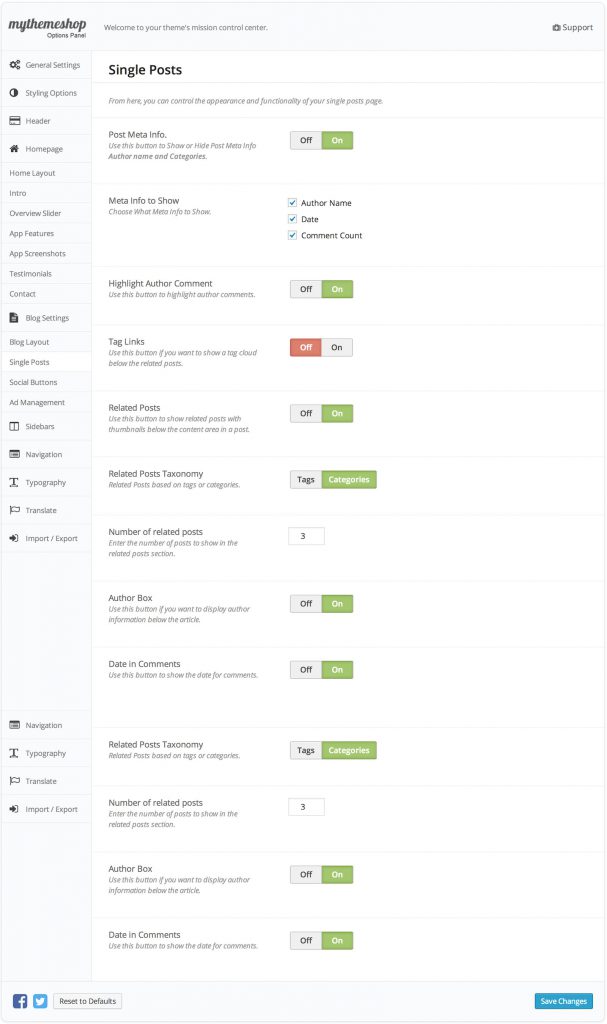 mythemeshop
Options Panel
Welcome to your theme's mission control center.
Support
General Settings
Styling Options
Header
Homepage
Home Layout
Intro
Overview Slider
App Features
App Screenshots
Testimonials
Contact
Blog Settings
Blog Layout
Single Posts
Social Buttons
Ad Management
Sidebars
Navigation
Typography
Translate
Import / Export
Navigation
Typography
Translate
Import / Export
Single Posts
From here, you can control the appearance and functionality of your single posts page.
Post Meta Info.
Use this button to Show or Hide Post Meta Info
Author name and Categories.
Off On
Meta Info to Show
Choose What Meta Info to Show.
Author Name
Date
Comment Count
Highlight Author Comment
Use this button to highlight author comments.
Off On
Tag Links
Use this button if you want to show a tag cloud
below the related posts.
Off On
Related Posts
Use this button to show related posts with
thumbnails below the content area in a post.
Off On
Related Posts Taxonomy
Related Posts based on tags or categories.
Tags Categories
Number of related posts
Enter the number of posts to show in the
related posts section.
3
Author Box
Use this button if you want to display author
information below the article.
Off On
Date in Comments
Use this button to show the date for comments.
Off On
Related Posts Taxonomy
Related Posts based on tags or categories.
Tags Categories
Number of related posts
Enter the number of posts to show in the
related posts section.
3
Author Box
Use this button if you want to display author
information below the article.
Off On
Date in Comments
Use this button to show the date for comments.
Off On
Reset to Defaults
Save Changes